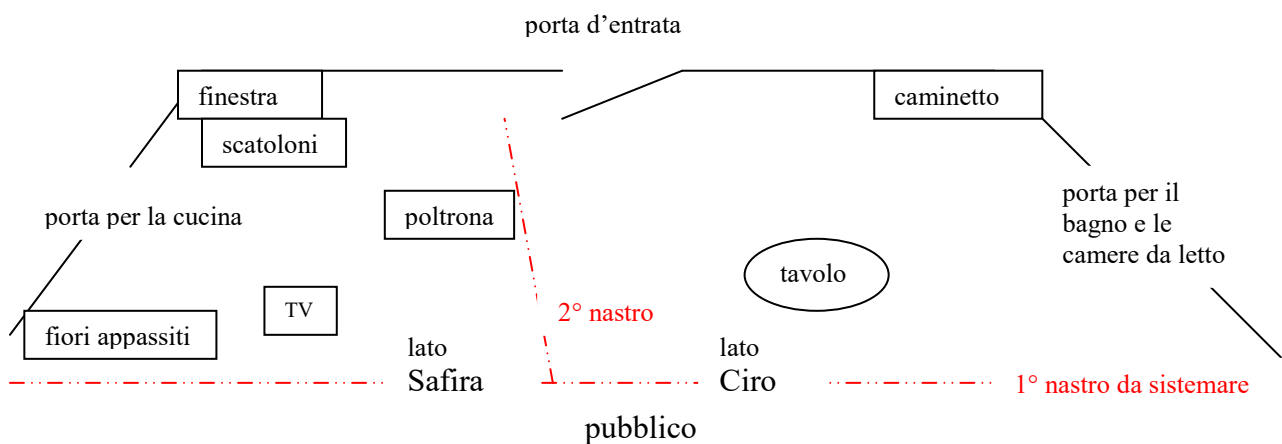 porta d’entrata
finestra
caminetto
scatoloni
porta per la cucina
poltrona
porta per il
bagno e le
camere da letto
tavolo
TV
2° nastro
fiori appassiti
lato
Safira
lato
Ciro
1° nastro da sistemare
pubblico